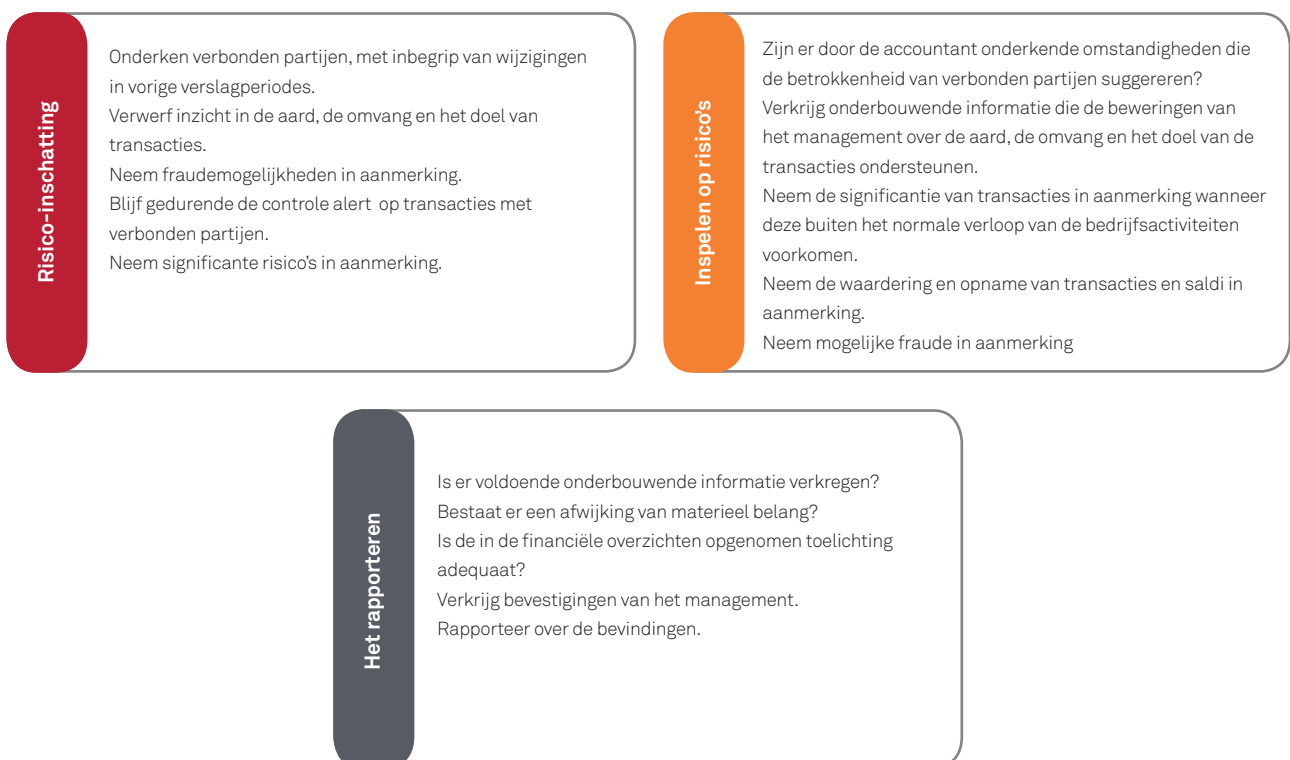 Risico-inschatting
Onderken verbonden partijen, met inbegrip van wijzigingen
in vorige verslagperiodes.
Verwerf inzicht in de aard, de omvang en het doel van
transacties.
Neem fraudemogelijkheden in aanmerking.
Blijf gedurende de controle alert op transacties met
verbonden partijen.
Neem significante risico's in aanmerking.
Inspelen op risico's
Zijn er door de accountant onderkende omstandigheden die
de betrokkenheid van verbonden partijen suggereren?
Verkrijg onderbouwende informatie die de beweringen van
het management over de aard, de omvang en het doel van de
transacties ondersteunen.
Neem de significantie van transacties in aanmerking wanneer
deze buiten het normale verloop van de bedrijfsactiviteiten
voorkomen.
Neem de waardering en opname van transacties en saldi in
aanmerking.
Neem mogelijke fraude in aanmerking
Het rapporteren
Is er voldoende onderbouwende informatie verkregen?
Bestaat er een afwijking van materieel belang?
Is de in de financiële overzichten opgenomen toelichting
adequaat?
Verkrijg bevestigingen van het management.
Rapporteer over de bevindingen.